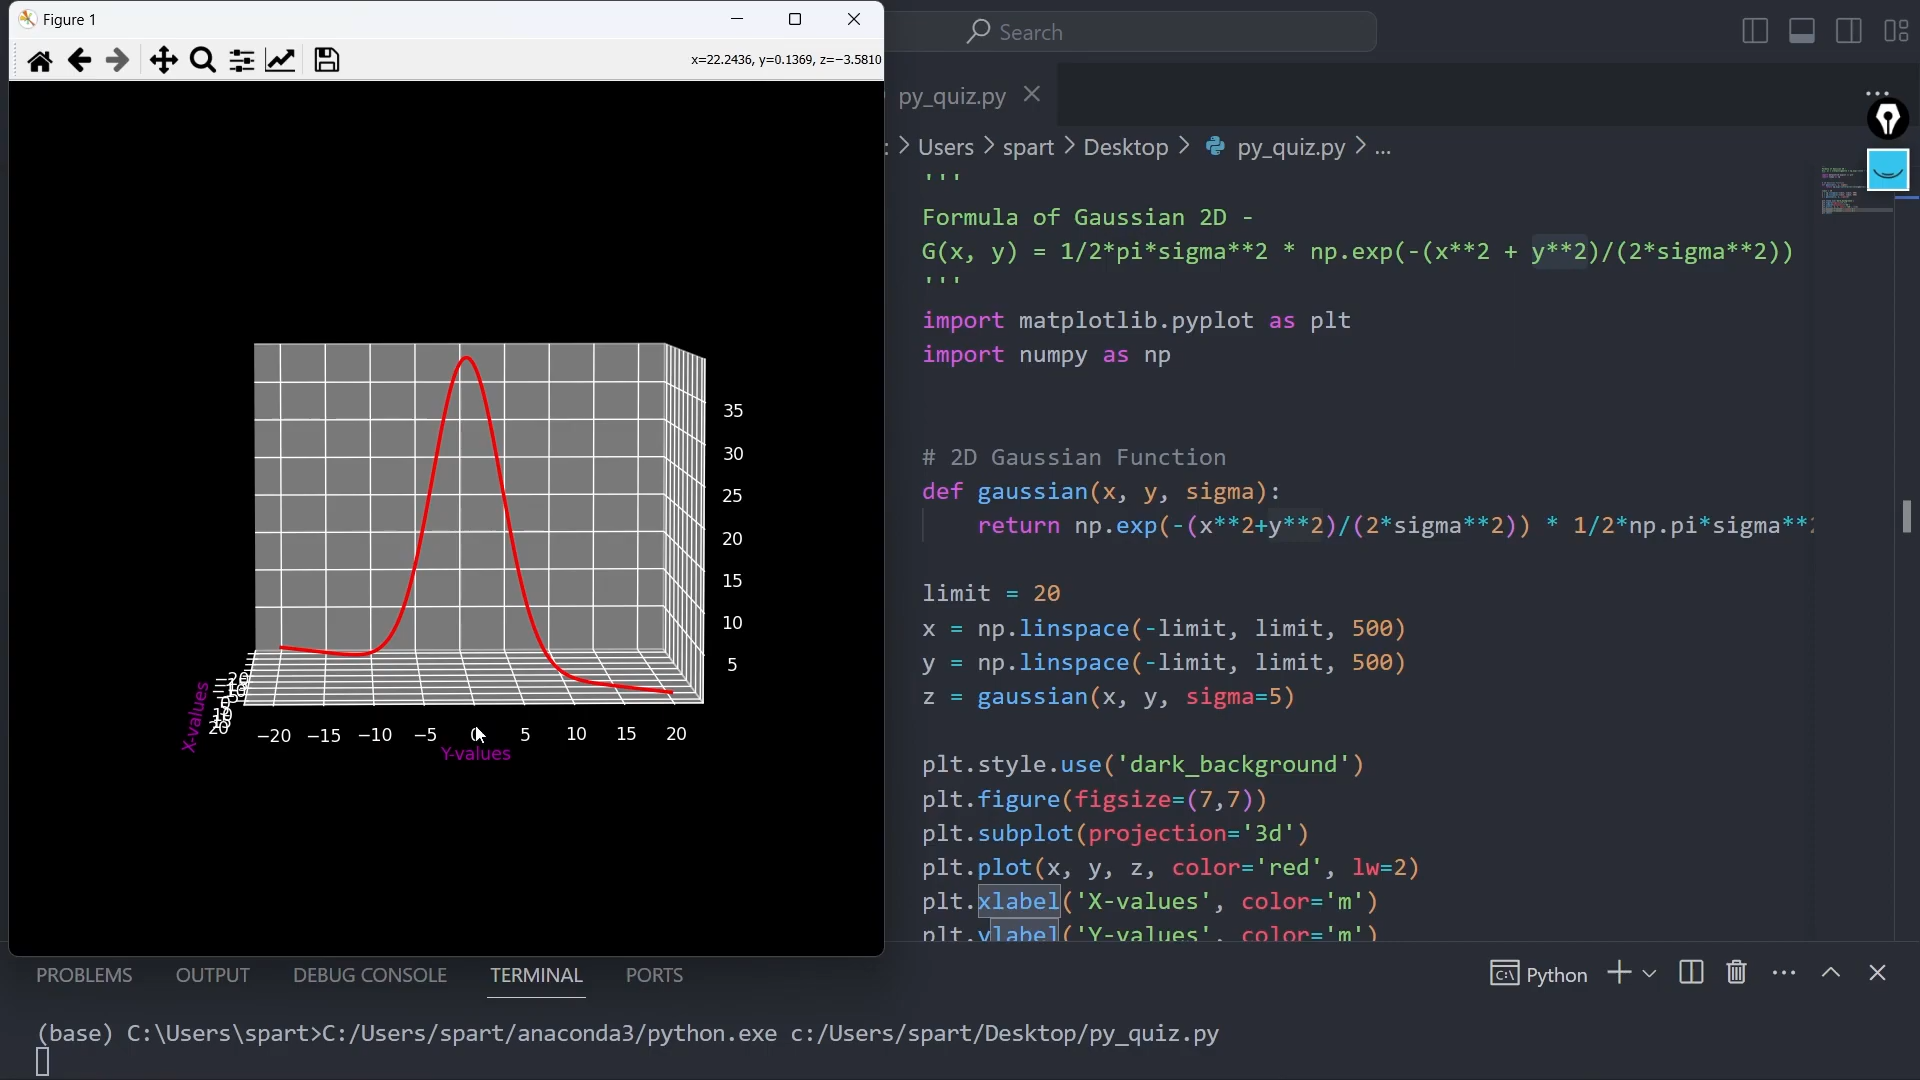 Figure 1
x=22.2436, y=0.1369, z=−3.5810
35
30
25
20
15
10
5
−20
20
X-values
−20 −15 −10 −5 0 5 10 15 20
Y-values
Search
py_quiz.py
: > Users > spart > Desktop > py_quiz.py > ...
'''
Formula of Gaussian 2D -
G(x, y) = 1/2*pi*sigma**2 * np.exp(-(x**2 + y**2)/(2*sigma**2))
'''
import matplotlib.pyplot as plt
import numpy as np
# 2D Gaussian Function
def gaussian(x, y, sigma):
return np.exp(-(x**2+y**2)/(2*sigma**2)) * 1/2*np.pi*sigma**
limit = 20
x = np.linspace(-limit, limit, 500)
y = np.linspace(-limit, limit, 500)
z = gaussian(x, y, sigma=5)
plt.style.use('dark_background')
plt.figure(figsize=(7,7))
plt.subplot(projection='3d')
plt.plot(x, y, z, color='red', lw=2)
plt.xlabel('X-values', color='m')
plt.ylabel('Y-values', color='m')
PROBLEMS OUTPUT DEBUG CONSOLE TERMINAL PORTS
Python
(base) C:\Users\spart>C:/Users/spart/anaconda3/python.exe c:/Users/spart/Desktop/py_quiz.py